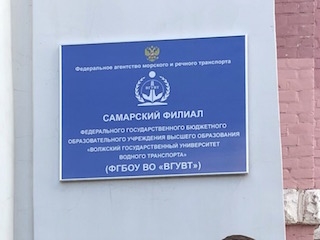 Федеральное агентство морского и речного транспорта
ВГУВТ
САМАРСКИЙ ФИЛИАЛ
ФЕДЕРАЛЬНОГО ГОСУДАРСТВЕННОГО БЮДЖЕТНОГО
ОБРАЗОВАТЕЛЬНОГО УЧРЕЖДЕНИЯ ВЫСШЕГО ОБРАЗОВАНИЯ
«ВОЛЖСКИЙ ГОСУДАРСТВЕННЫЙ УНИВЕРСИТЕТ
ВОДНОГО ТРАНСПОРТА»
(ФГБОУ ВО «ВГУВТ»)